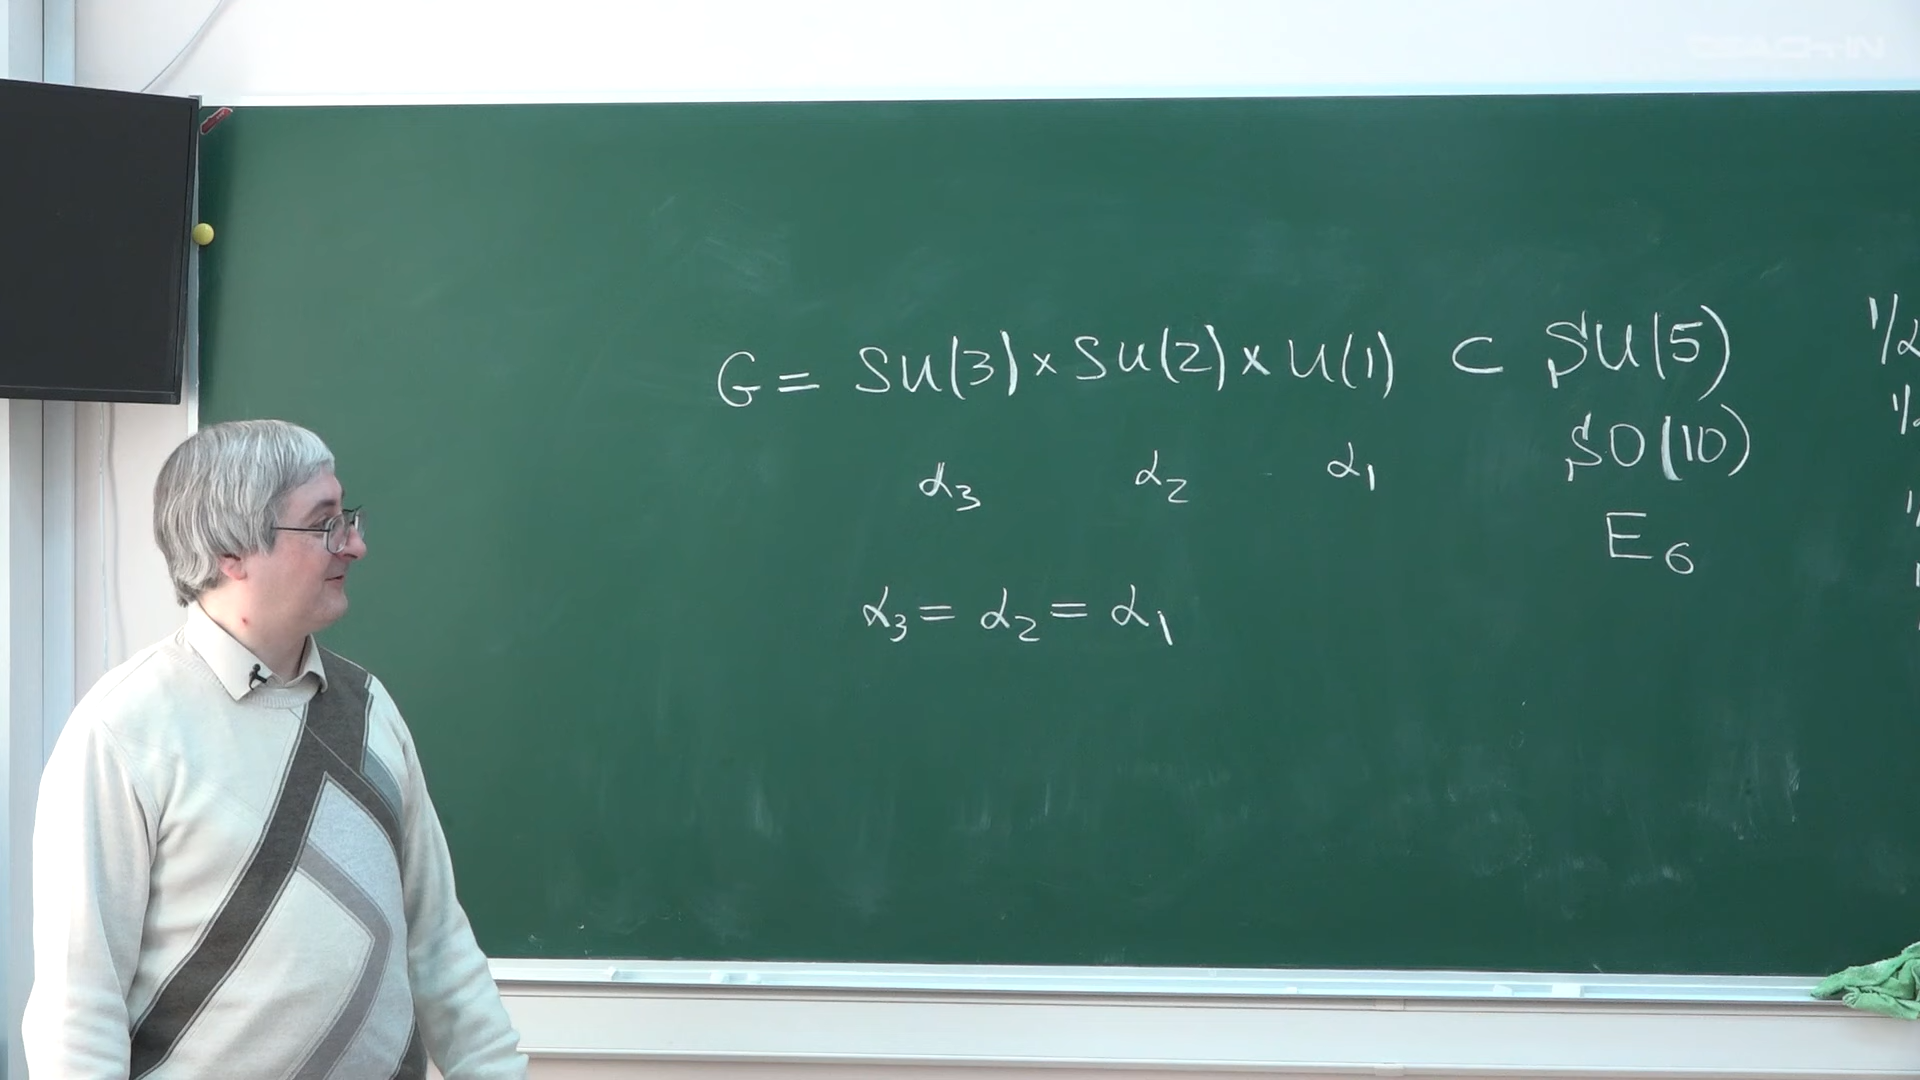 G = SU(3) × SU(2) × U(1) ⊂ SU(5)
SO(10)
E₆
α₃ α₂ α₁
α₃ = α₂ = α₁